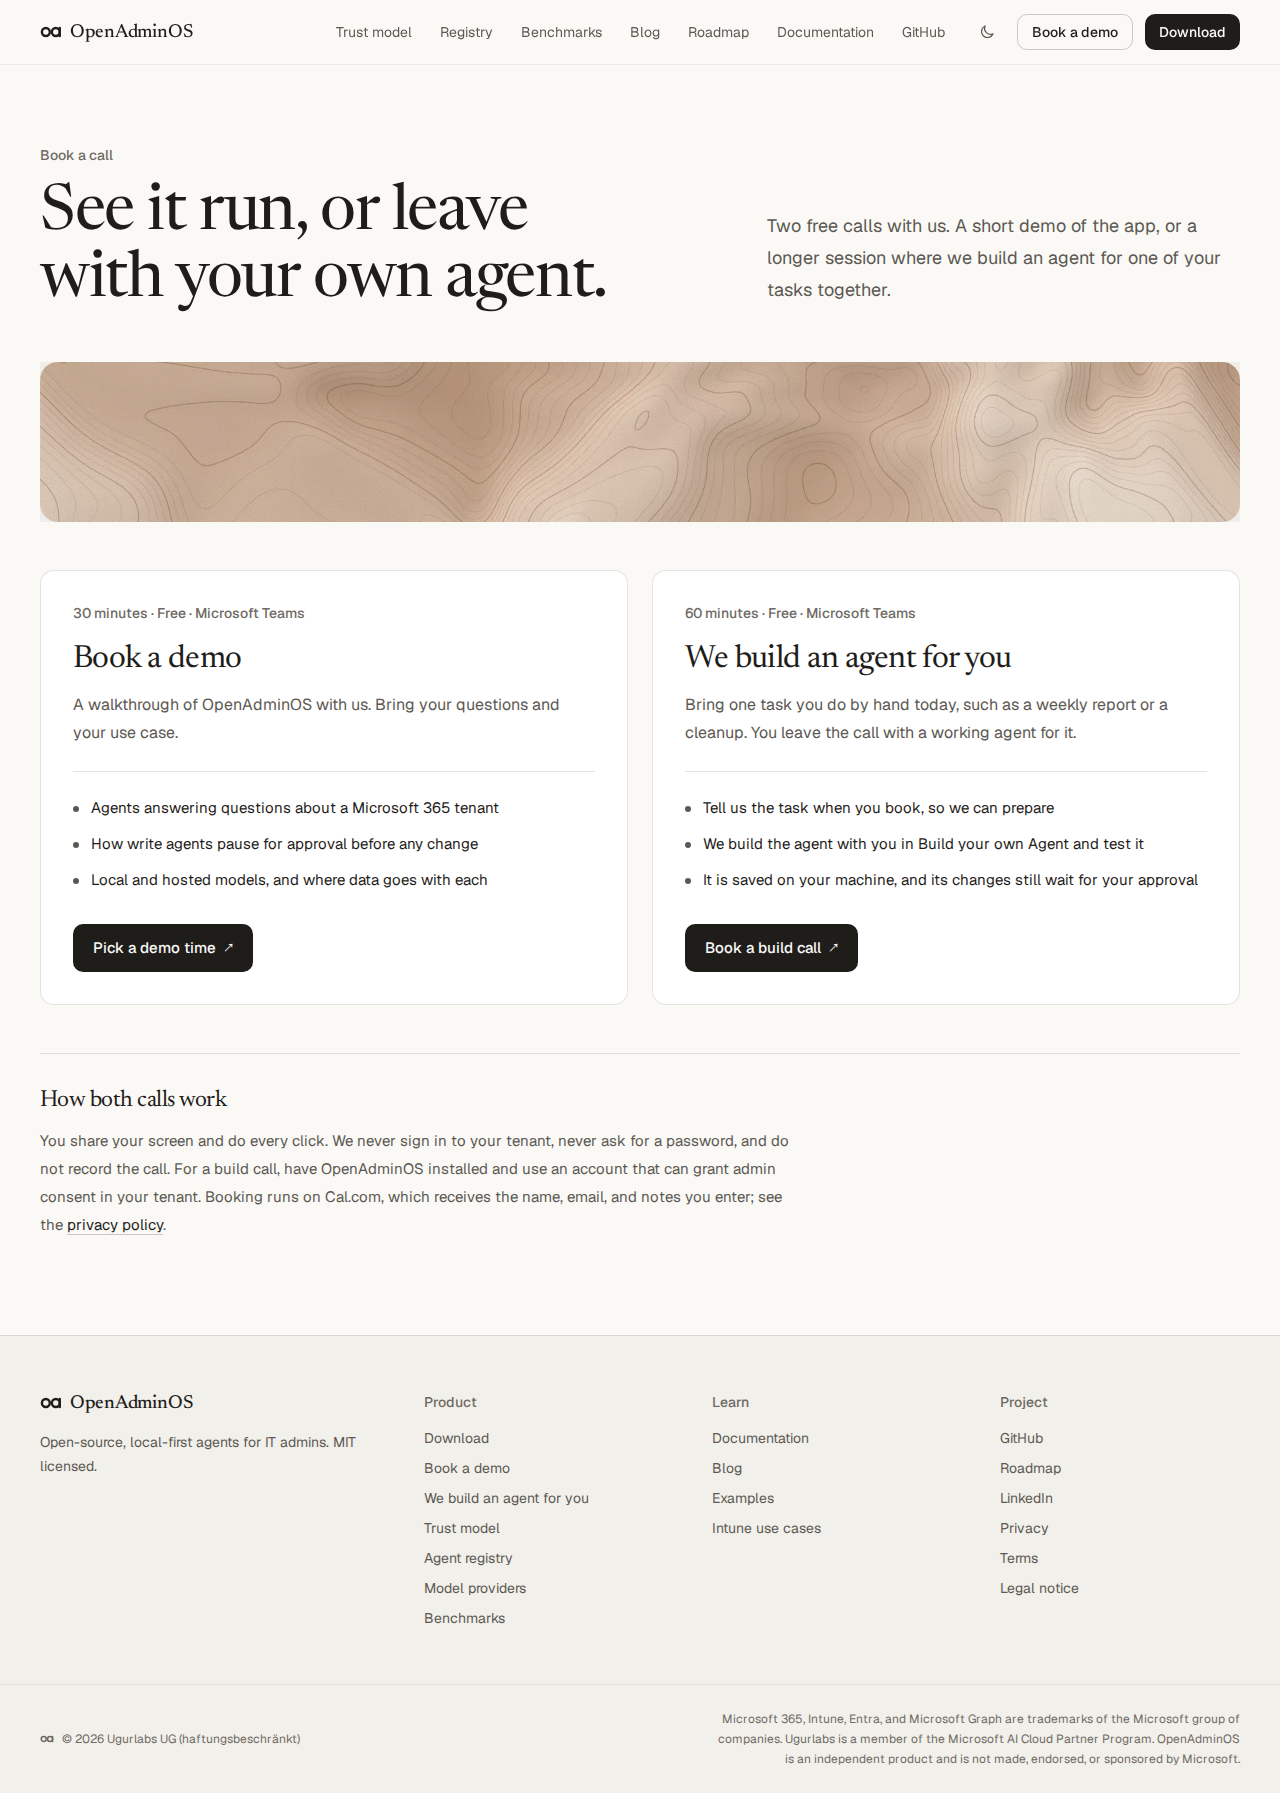 OpenAdminOS
Trust model
Registry
Benchmarks
Blog
Roadmap
Documentation
GitHub
Book a demo
Download
Book a call
See it run, or leave
with your own agent.
Two free calls with us. A short demo of the app, or a
longer session where we build an agent for one of your
tasks together.
30 minutes · Free · Microsoft Teams
Book a demo
A walkthrough of OpenAdminOS with us. Bring your questions and
your use case.
Agents answering questions about a Microsoft 365 tenant
How write agents pause for approval before any change
Local and hosted models, and where data goes with each
Pick a demo time ↗
60 minutes · Free · Microsoft Teams
We build an agent for you
Bring one task you do by hand today, such as a weekly report or a
cleanup. You leave the call with a working agent for it.
Tell us the task when you book, so we can prepare
We build the agent with you in Build your own Agent and test it
It is saved on your machine, and its changes still wait for your approval
Book a build call ↗
How both calls work
You share your screen and do every click. We never sign in to your tenant, never ask for a password, and do
not record the call. For a build call, have OpenAdminOS installed and use an account that can grant admin
consent in your tenant. Booking runs on Cal.com, which receives the name, email, and notes you enter; see
the privacy policy.
OpenAdminOS
Open-source, local-first agents for IT admins. MIT
licensed.
Product
Download
Book a demo
We build an agent for you
Trust model
Agent registry
Model providers
Benchmarks
Learn
Documentation
Blog
Examples
Intune use cases
Project
GitHub
Roadmap
LinkedIn
Privacy
Terms
Legal notice
© 2026 Ugurlabs UG (haftungsbeschränkt)
Microsoft 365, Intune, Entra, and Microsoft Graph are trademarks of the Microsoft group of
companies. Ugurlabs is a member of the Microsoft AI Cloud Partner Program. OpenAdminOS
is an independent product and is not made, endorsed, or sponsored by Microsoft.